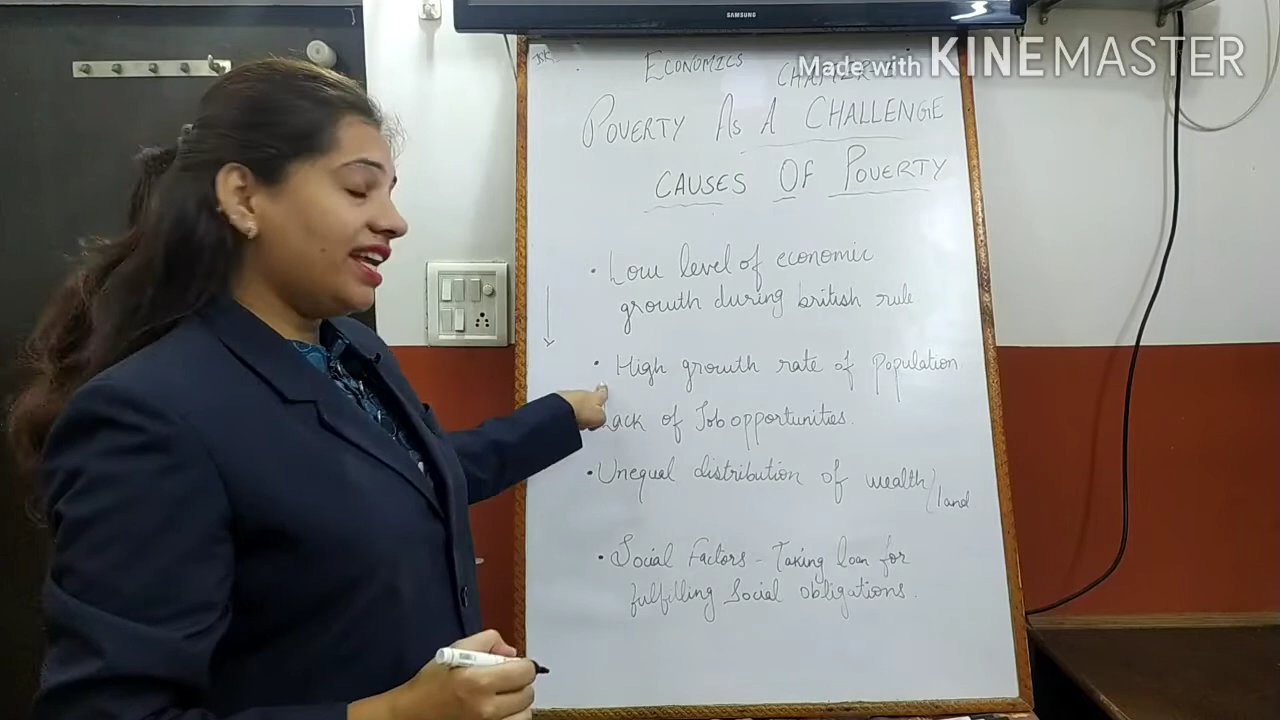 SAMSUNG
Made with KINEMASTER
ECONOMICS CHAPTER-
POVERTY AS A CHALLENGE
CAUSES OF POVERTY
• Low level of economic
growth during british rule
• High growth rate of population
Lack of Job opportunities.
• Unequal distribution of wealth/land
• Social Factors - Taking loan for
fulfilling Social obligations.